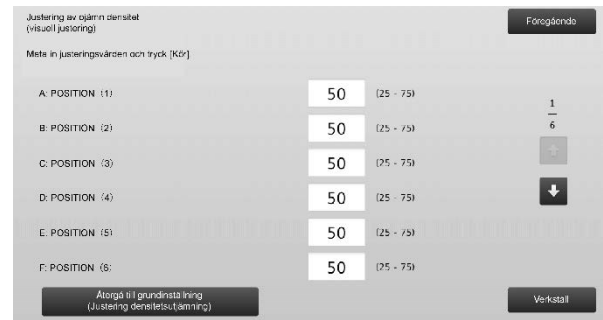 Justering av ojämn densitet
(visuell justering)
Föregående
Mata in justeringsvärden och tryck [Kör]
A: POSITION (1) 50 (25 - 75)
B: POSITION (2) 50 (25 - 75)
C: POSITION (3) 50 (25 - 75)
D: POSITION (4) 50 (25 - 75)
E: POSITION (5) 50 (25 - 75)
F: POSITION (6) 50 (25 - 75)
1
6
Återgå till grundinställning
(Justering densitetsutjämning)
Verkställ